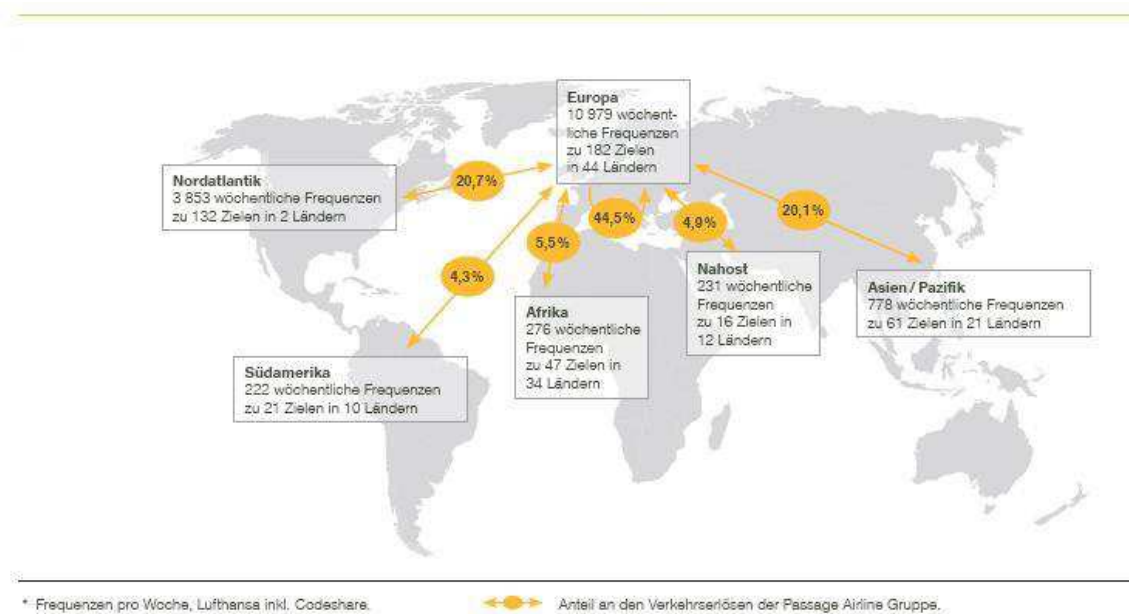 Europa
10 979 wöchent-
liche Frequenzen
zu 182 Zielen
in 44 Ländern
Nordatlantik
3 853 wöchentliche Frequenzen
zu 132 Zielen in 2 Ländern
20,7%
44,5%
4,9%
20,1%
5,5%
4,3%
Nahost
231 wöchentliche
Frequenzen
zu 16 Zielen in
12 Ländern
Asien / Pazifik
778 wöchentliche Frequenzen
zu 61 Zielen in 21 Ländern
Afrika
276 wöchentliche
Frequenzen
zu 47 Zielen in
34 Ländern
Südamerika
222 wöchentliche Frequenzen
zu 21 Zielen in 10 Ländern
* Frequenzen pro Woche, Lufthansa inkl. Codeshare.
Anteil an den Verkehrserlösen der Passage Airline Gruppe.